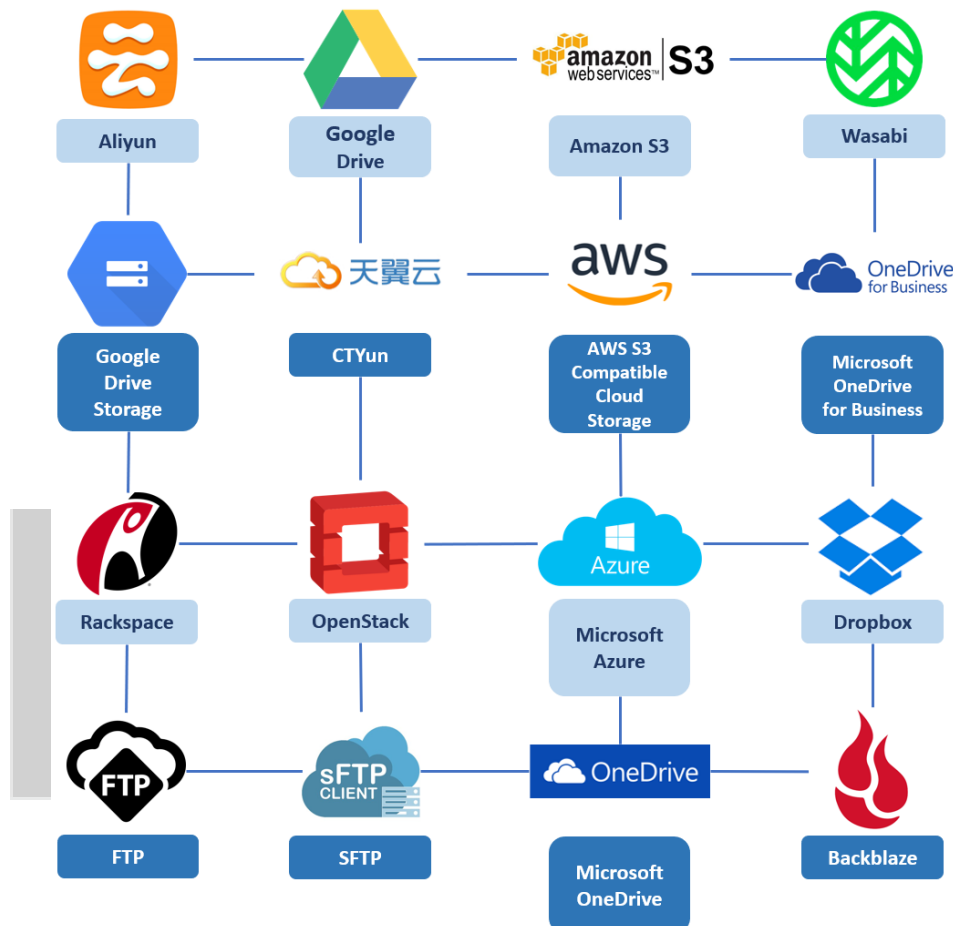 云
amazon
web services™
S3
Aliyun
Google
Drive
Amazon S3
Wasabi
天翼云
aws
OneDrive
for Business
Google
Drive
Storage
CTYun
AWS S3
Compatible
Cloud
Storage
Microsoft
OneDrive
for Business
Azure
Rackspace
OpenStack
Microsoft
Azure
Dropbox
FTP
sFTP
CLIENT
OneDrive
FTP
SFTP
Microsoft
OneDrive
Backblaze